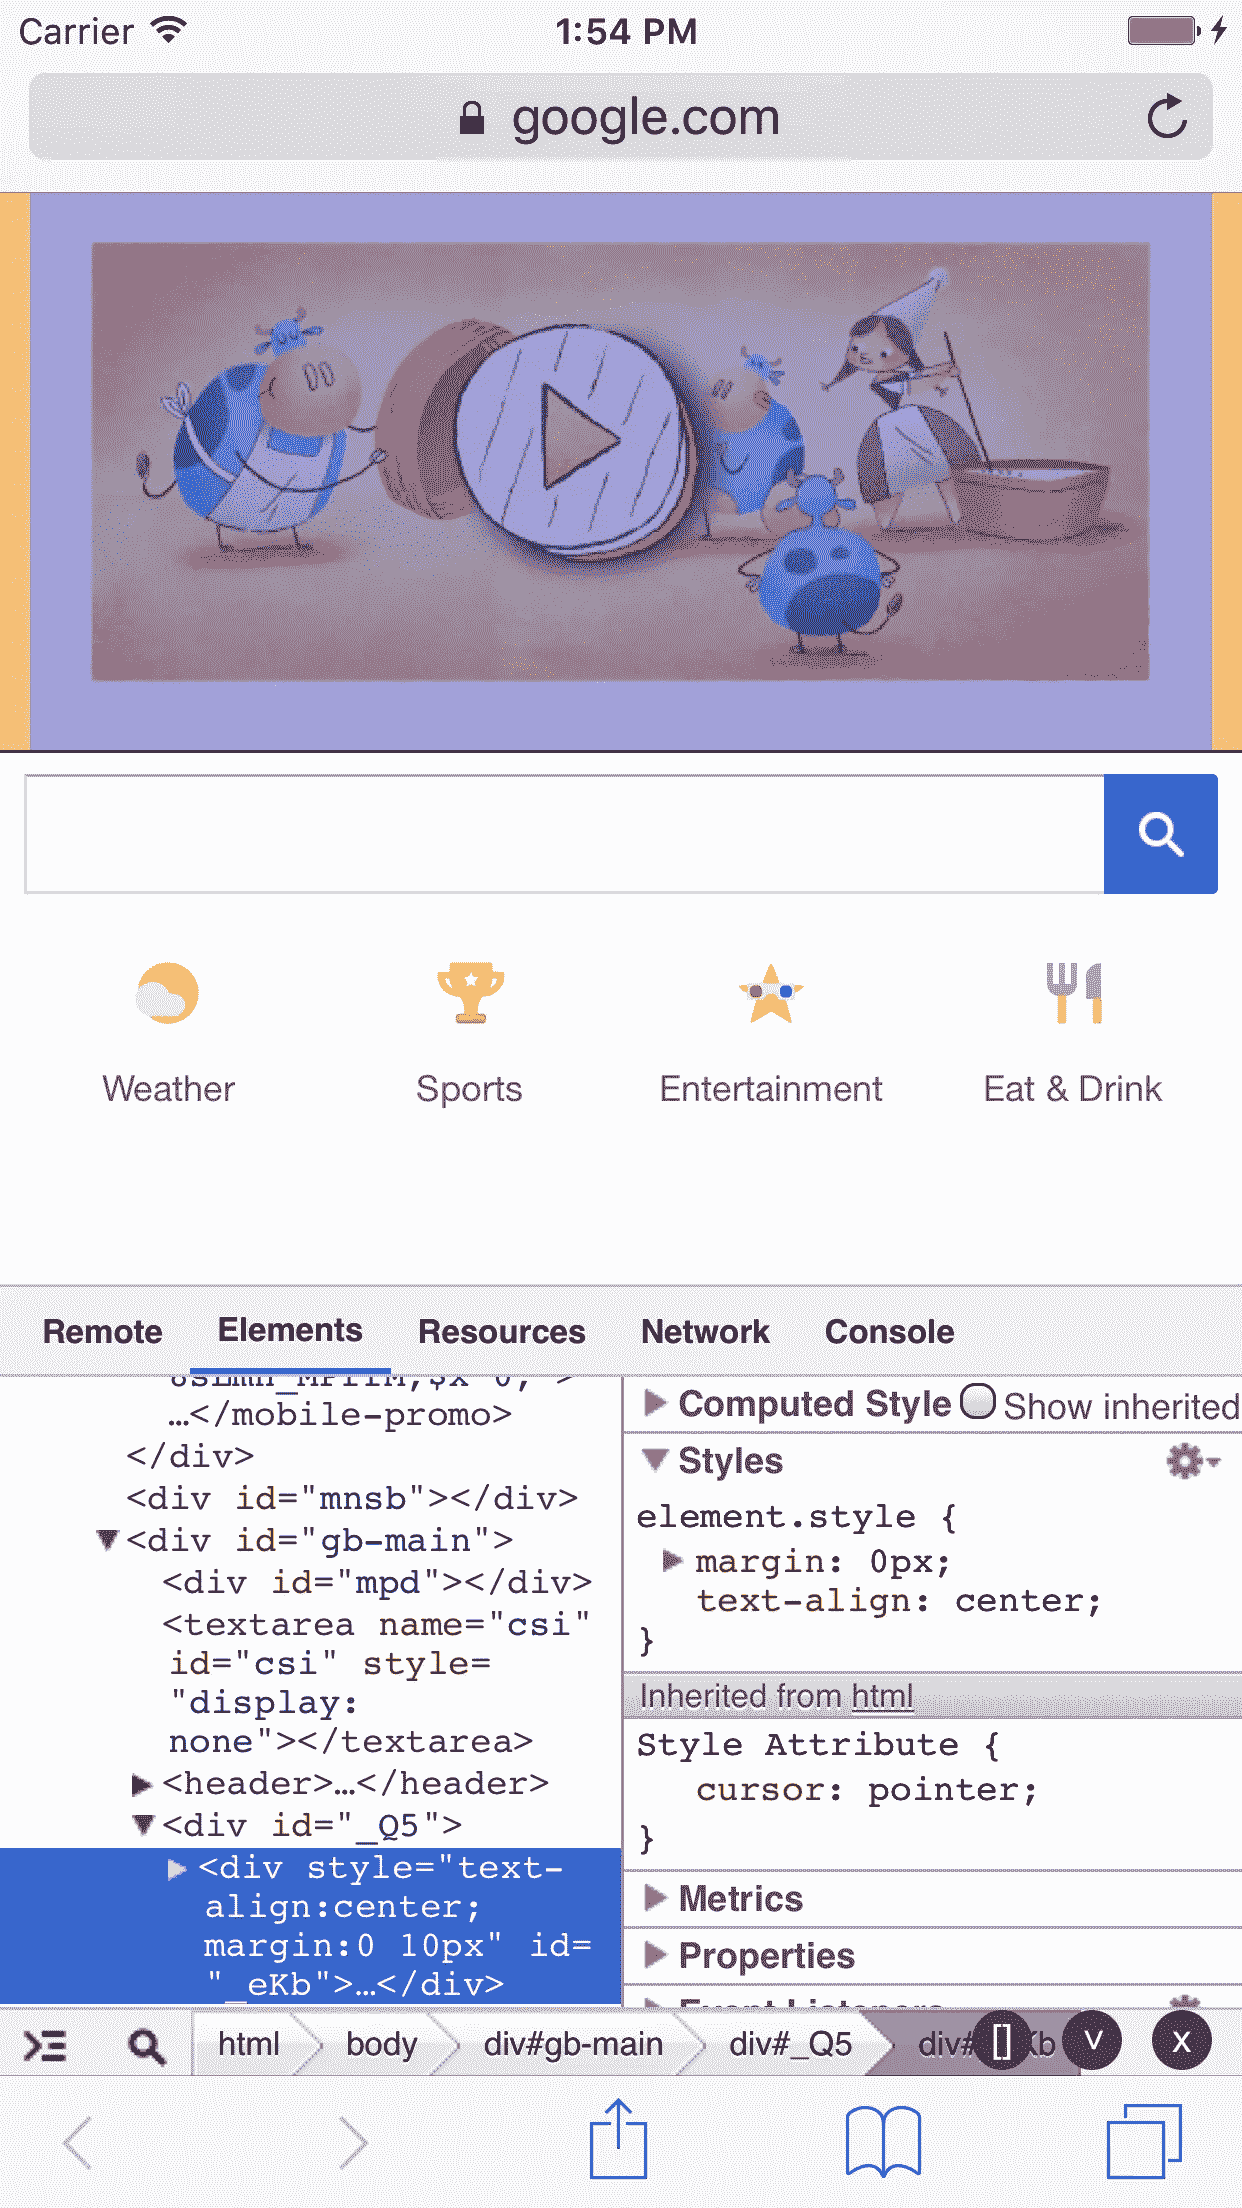 Carrier 1:54 PM
google.com
Weather Sports Entertainment Eat & Drink
Remote Elements Resources Network Console
…</mobile-promo>
</div>
<div id="mnsb"></div>
<div id="gb-main">
<div id="mpd"></div>
<textarea name="csi"
id="csi" style=
"display:
none"></textarea>
<header>…</header>
<div id="_Q5">
<div style="text-
align:center;
margin:0 10px" id=
"_eKb">…</div>
Computed Style Show inherited
Styles
element.style {
margin: 0px;
text-align: center;
}
Inherited from html
Style Attribute {
cursor: pointer;
}
Metrics
Properties
Event Listeners
html body div#gb-main div#_Q5 div# Kb [] v x